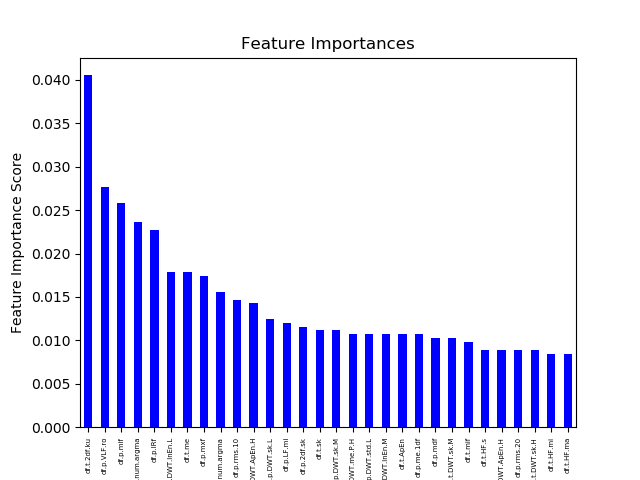 Feature Importances
Feature Importance Score
0.040
0.035
0.030
0.025
0.020
0.015
0.010
0.005
0.000
df.t.2df.ku
df.p.VLF.ro
df.p.mif
.num.argma
df.p.iRf
.DWT.InEn.L
df.t.me
df.p.mxf
num.argma
df.p.rms.10
DWT.ApEn.H
.p.DWT.sk.L
df.p.LF.mi
df.p.2df.sk
df.t.sk
p.DWT.sk.M
DWT.me.P.H
p.DWT.std.L
DWT.InEn.M
df.t.ApEn
df.p.me.1df
df.p.mdf
.t.DWT.sk.M
df.t.mif
df.t.HF.s
DWT.ApEn.H
df.p.rms.20
t.DWT.sk.H
df.t.HF.mi
df.t.HF.ma